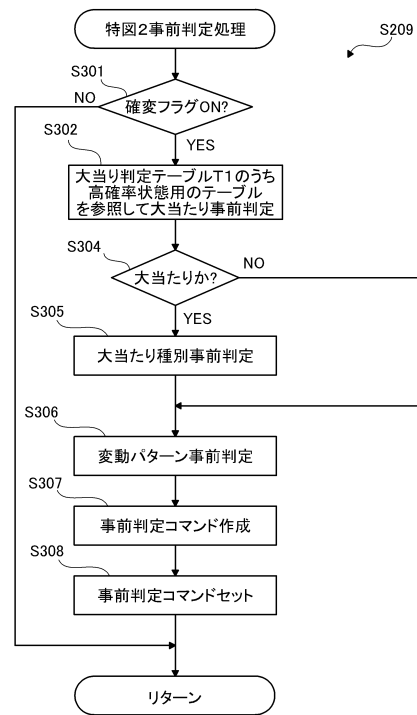 特図２事前判定処理
S209
S301
NO
確変フラグON?
YES
S302
大当り判定テーブルT1のうち
高確率状態用のテーブル
を参照して大当たり事前判定
S304
大当たりか?
NO
YES
S305
大当たり種別事前判定
S306
変動パターン事前判定
S307
事前判定コマンド作成
S308
事前判定コマンドセット
リターン